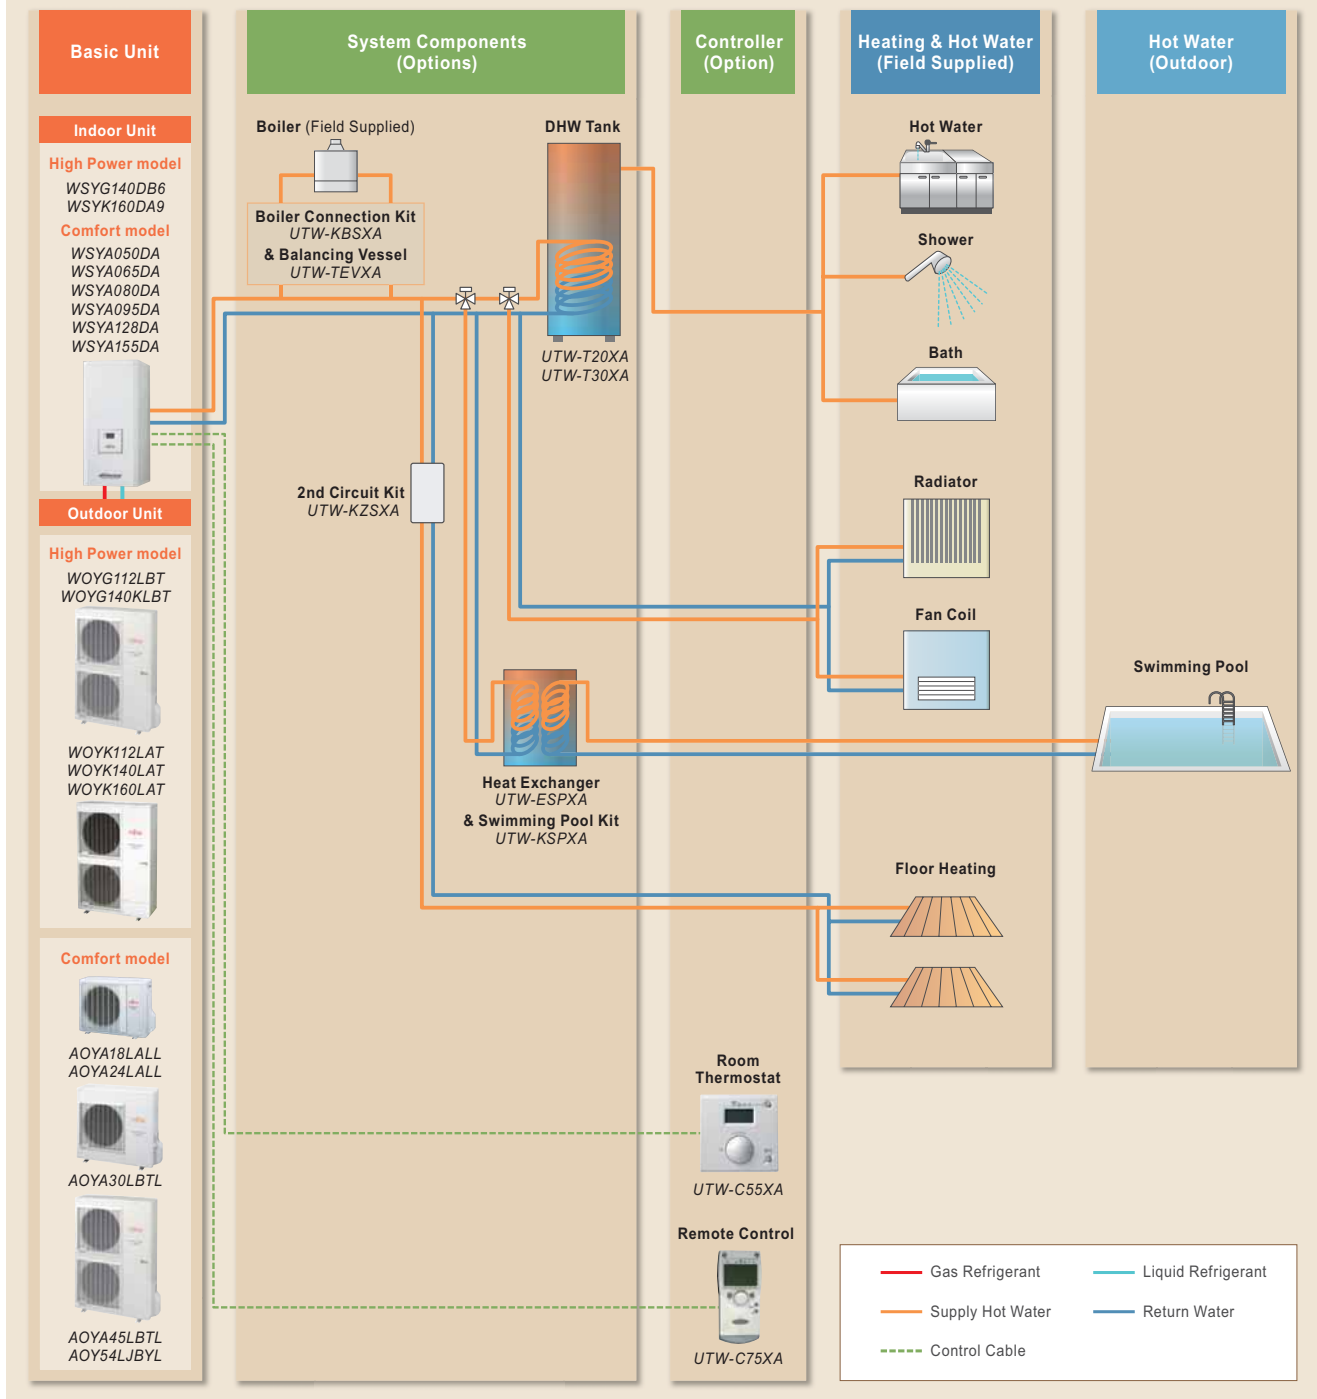 Basic Unit
System Components
(Options)
Controller
(Option)
Heating & Hot Water
(Field Supplied)
Hot Water
(Outdoor)
Indoor Unit
High Power model
WSYG140DB6
WSYK160DA9
Comfort model
WSYA050DA
WSYA065DA
WSYA080DA
WSYA095DA
WSYA128DA
WSYA155DA
Outdoor Unit
High Power model
WOYG112LBT
WOYG140KLBT
WOYK112LAT
WOYK140LAT
WOYK160LAT
Comfort model
AOYA18LALL
AOYA24LALL
AOYA30LBTL
AOYA45LBTL
AOY54LJBYL
Boiler (Field Supplied)
Boiler Connection Kit
UTW-KBSXA
& Balancing Vessel
UTW-TEVXA
DHW Tank
UTW-T20XA
UTW-T30XA
2nd Circuit Kit
UTW-KZSXA
Heat Exchanger
UTW-ESPXA
& Swimming Pool Kit
UTW-KSPXA
Room
Thermostat
UTW-C55XA
Remote Control
UTW-C75XA
Hot Water
Shower
Bath
Radiator
Fan Coil
Floor Heating
Swimming Pool
Gas Refrigerant
Liquid Refrigerant
Supply Hot Water
Return Water
Control Cable